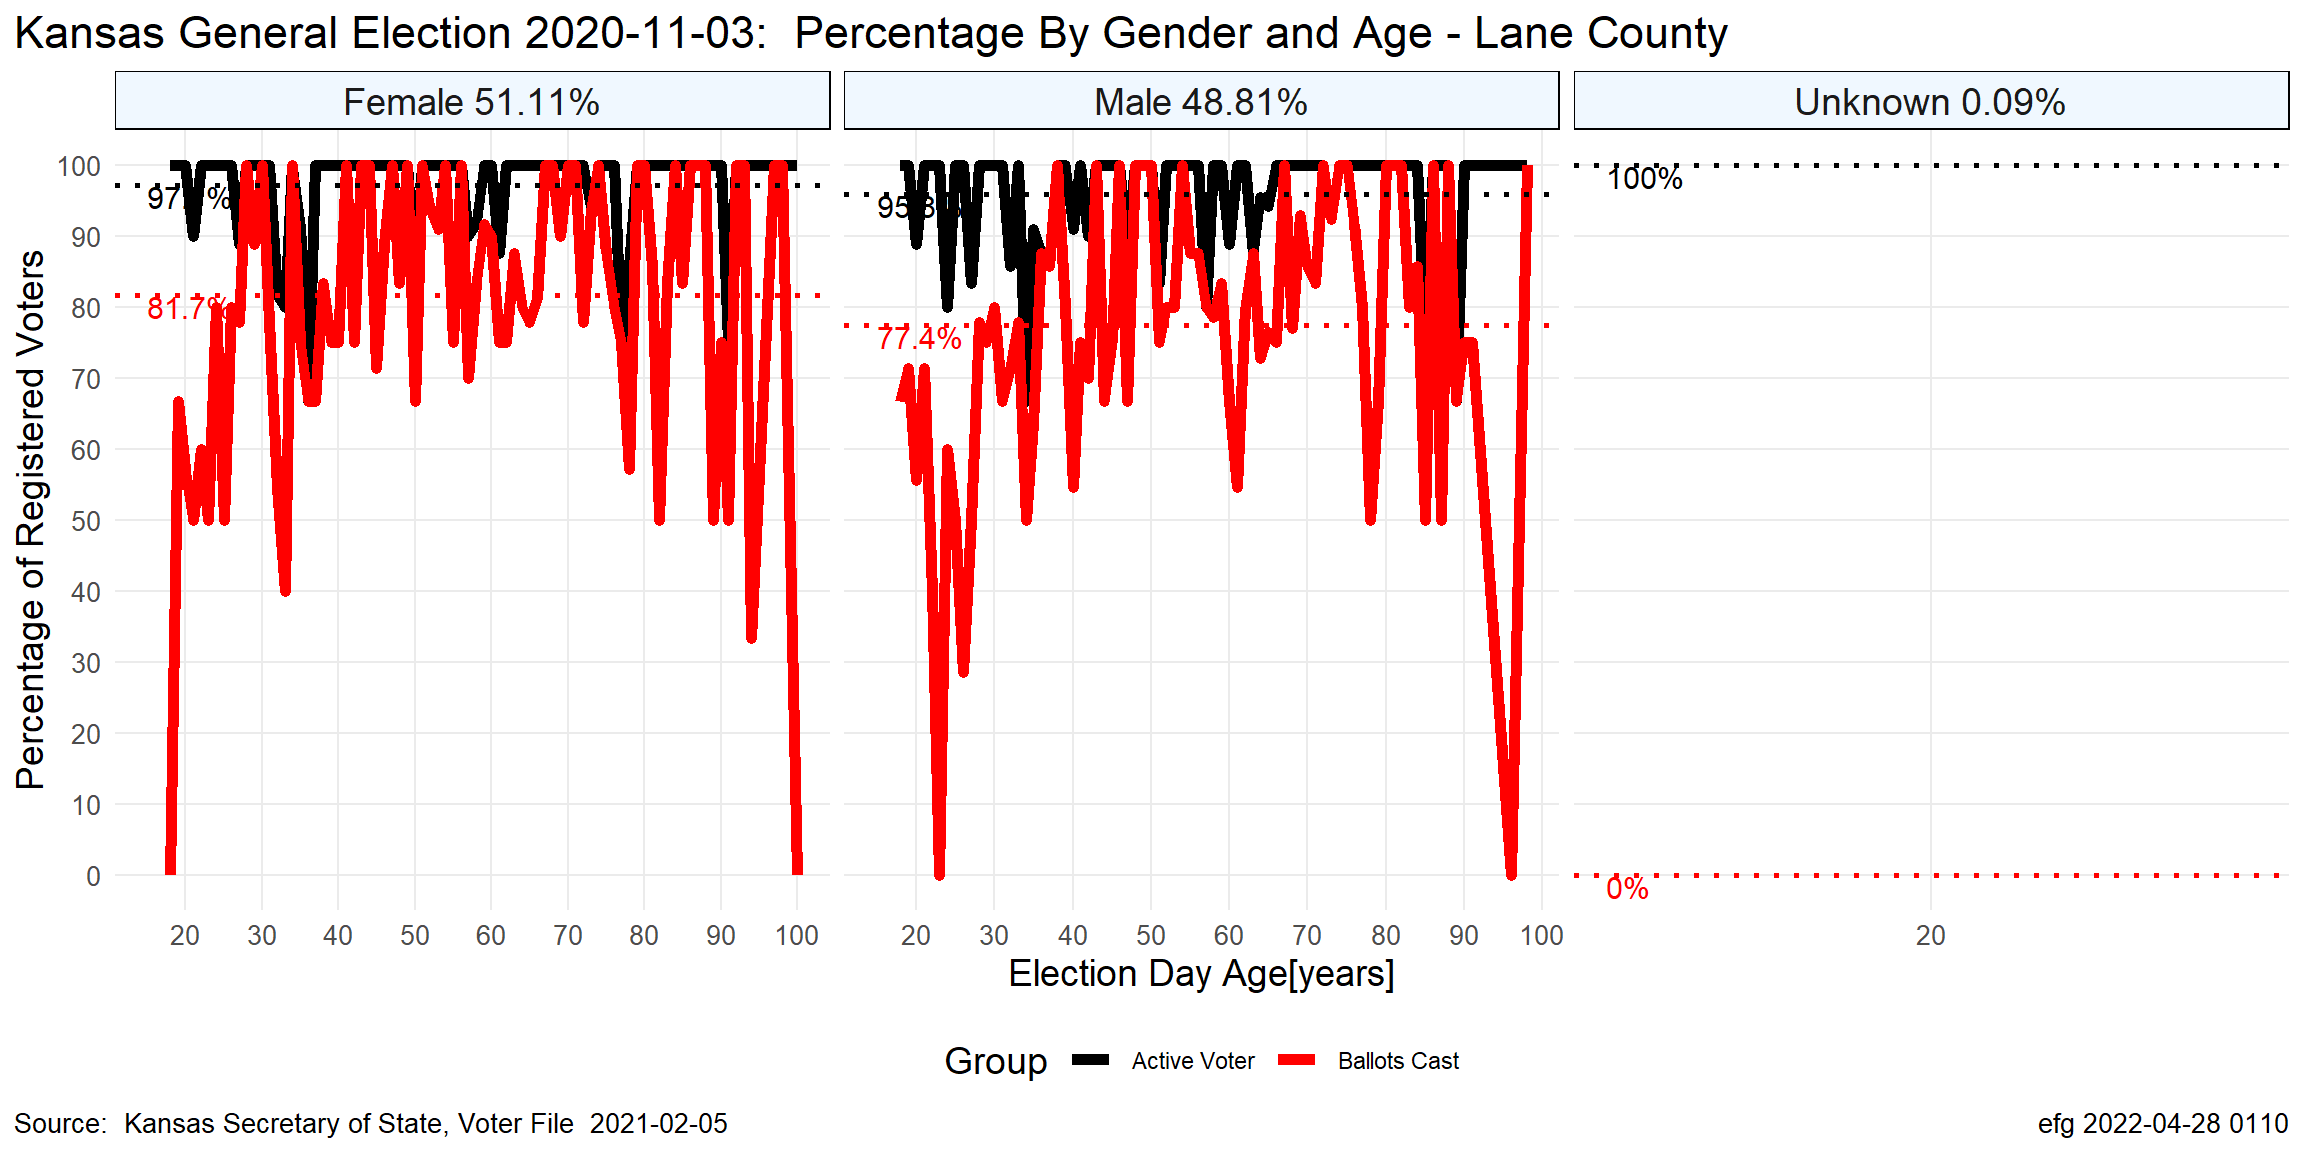 Kansas General Election 2020-11-03:  Percentage By Gender and Age - Lane County
Female 51.11%
Male 48.81%
Unknown 0.09%
Percentage of Registered Voters
100
90
80
70
60
50
40
30
20
10
0
81.7%
77.4%
100%
0%
20 30 40 50 60 70 80 90 100
20 30 40 50 60 70 80 90 100
20
Election Day Age[years]
Group Active Voter Ballots Cast
Source:  Kansas Secretary of State, Voter File  2021-02-05
efg 2022-04-28 0110